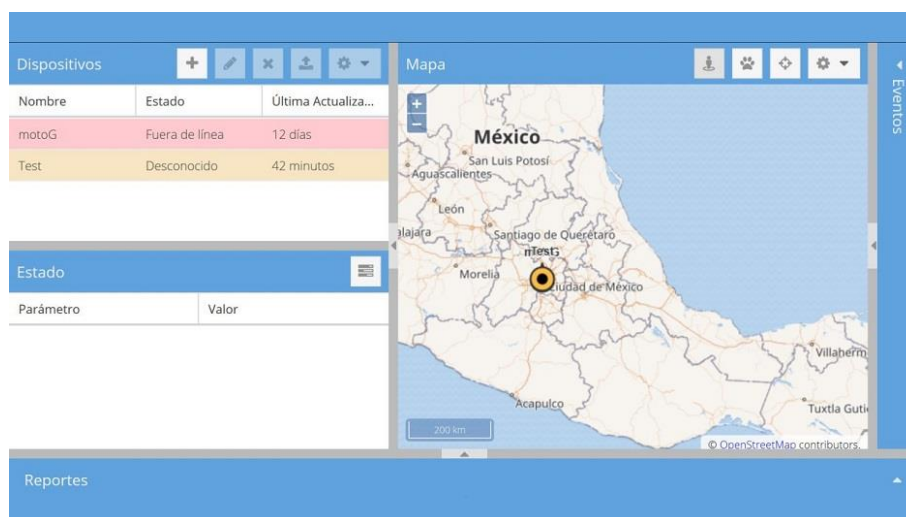 Dispositivos
Nombre Estado Última Actualiza...
motoG Fuera de línea 12 días
Test Desconocido 42 minutos
Estado
Parámetro Valor
Mapa
+
−
México
San Luis Potosí
Aguascalientes
León
alajara
Santiago de Querétaro
Test
Morelia
Ciudad de México
Villaherm
Acapulco
Tuxtla Guti
200 km
© OpenStreetMap contributors.
Eventos
Reportes